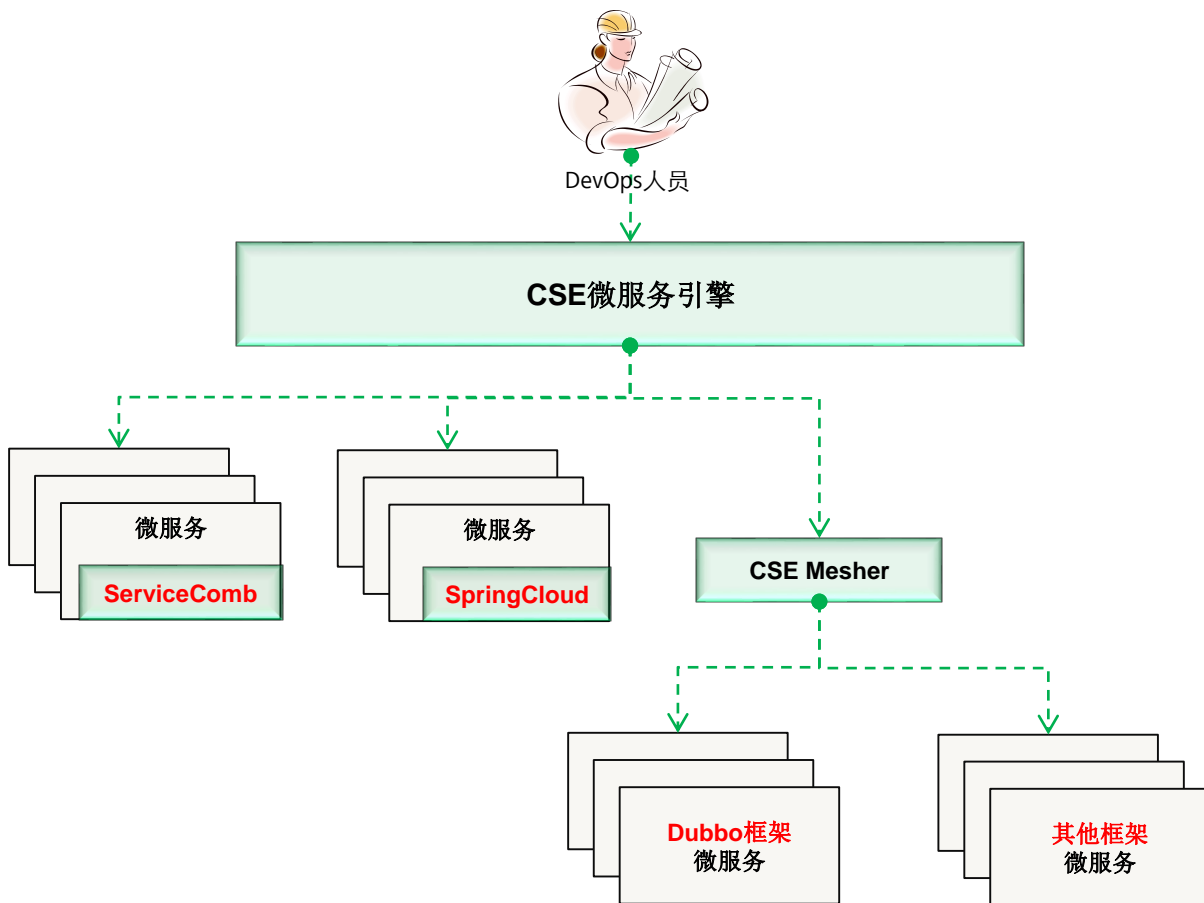 DevOps人员
CSE微服务引擎
微服务
ServiceComb
微服务
SpringCloud
CSE Mesher
Dubbo框架
微服务
其他框架
微服务